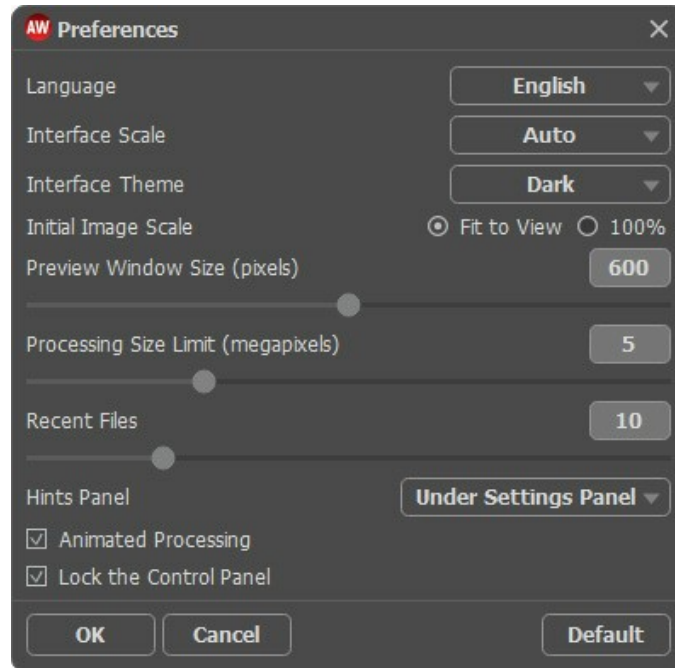 AW Preferences
Language English
Interface Scale Auto
Interface Theme Dark
Initial Image Scale Fit to View 100%
Preview Window Size (pixels) 600
Processing Size Limit (megapixels) 5
Recent Files 10
Hints Panel Under Settings Panel
Animated Processing
Lock the Control Panel
OK Cancel Default